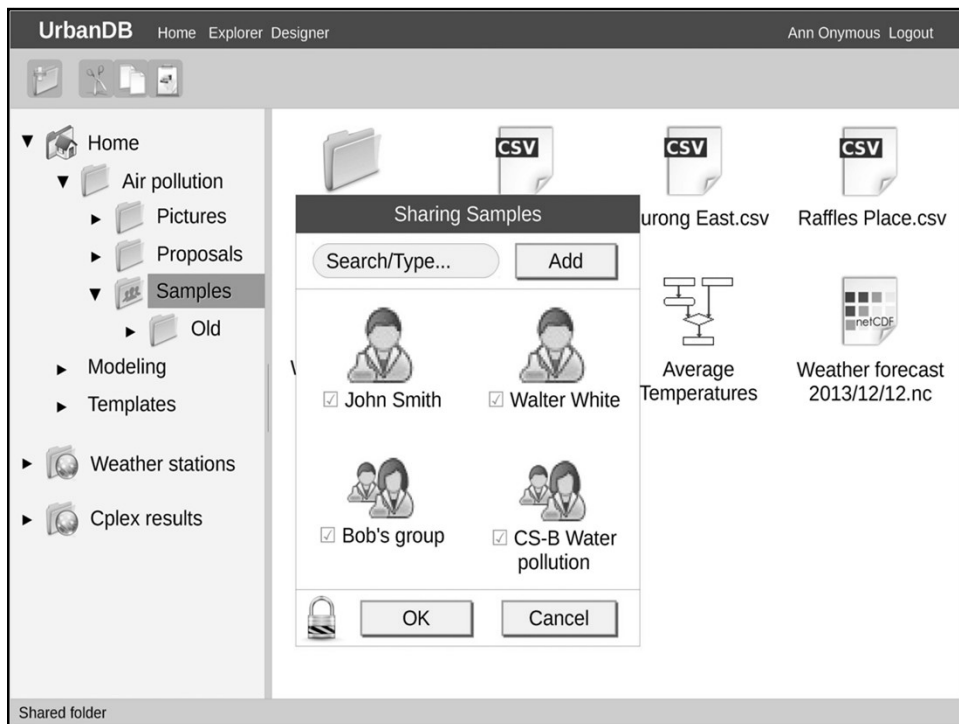 UrbanDB Home Explorer Designer Ann Onymous Logout
Home
Air pollution
Pictures
Proposals
Samples
Old
Modeling
Templates
Weather stations
Cplex results
CSV
CSV
CSV
urong East.csv
Raffles Place.csv
netCDF
Average
Temperatures
Weather forecast
2013/12/12.nc
Sharing Samples
Search/Type...
Add
John Smith
Walter White
Bob's group
CS-B Water
pollution
OK
Cancel
Shared folder